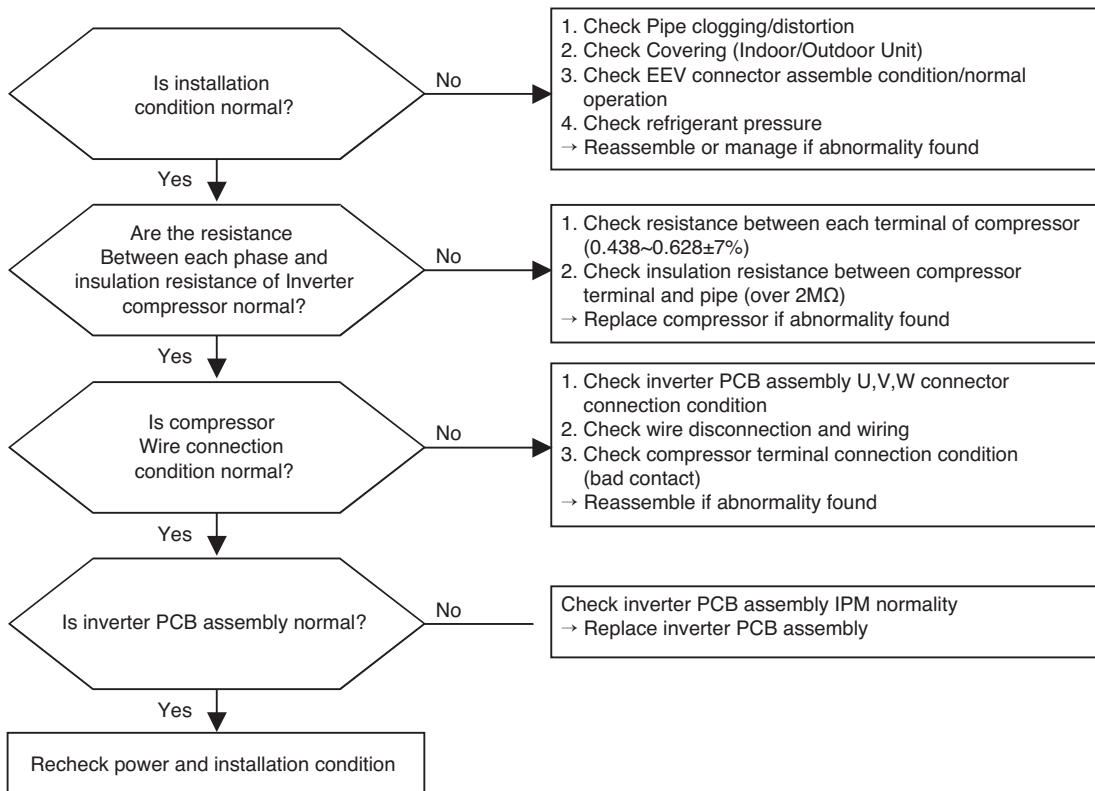 Is installation
condition normal?
No
1. Check Pipe clogging/distortion
2. Check Covering (Indoor/Outdoor Unit)
3. Check EEV connector assemble condition/normal
operation
4. Check refrigerant pressure
→ Reassemble or manage if abnormality found
Yes
Are the resistance
Between each phase and
insulation resistance of Inverter
compressor normal?
No
1. Check resistance between each terminal of compressor
(0.438~0.628±7%)
2. Check insulation resistance between compressor
terminal and pipe (over 2MΩ)
→ Replace compressor if abnormality found
Yes
Is compressor
Wire connection
condition normal?
No
1. Check inverter PCB assembly U,V,W connector
connection condition
2. Check wire disconnection and wiring
3. Check compressor terminal connection condition
(bad contact)
→ Reassemble if abnormality found
Yes
Is inverter PCB assembly normal?
No
Check inverter PCB assembly IPM normality
→ Replace inverter PCB assembly
Yes
Recheck power and installation condition